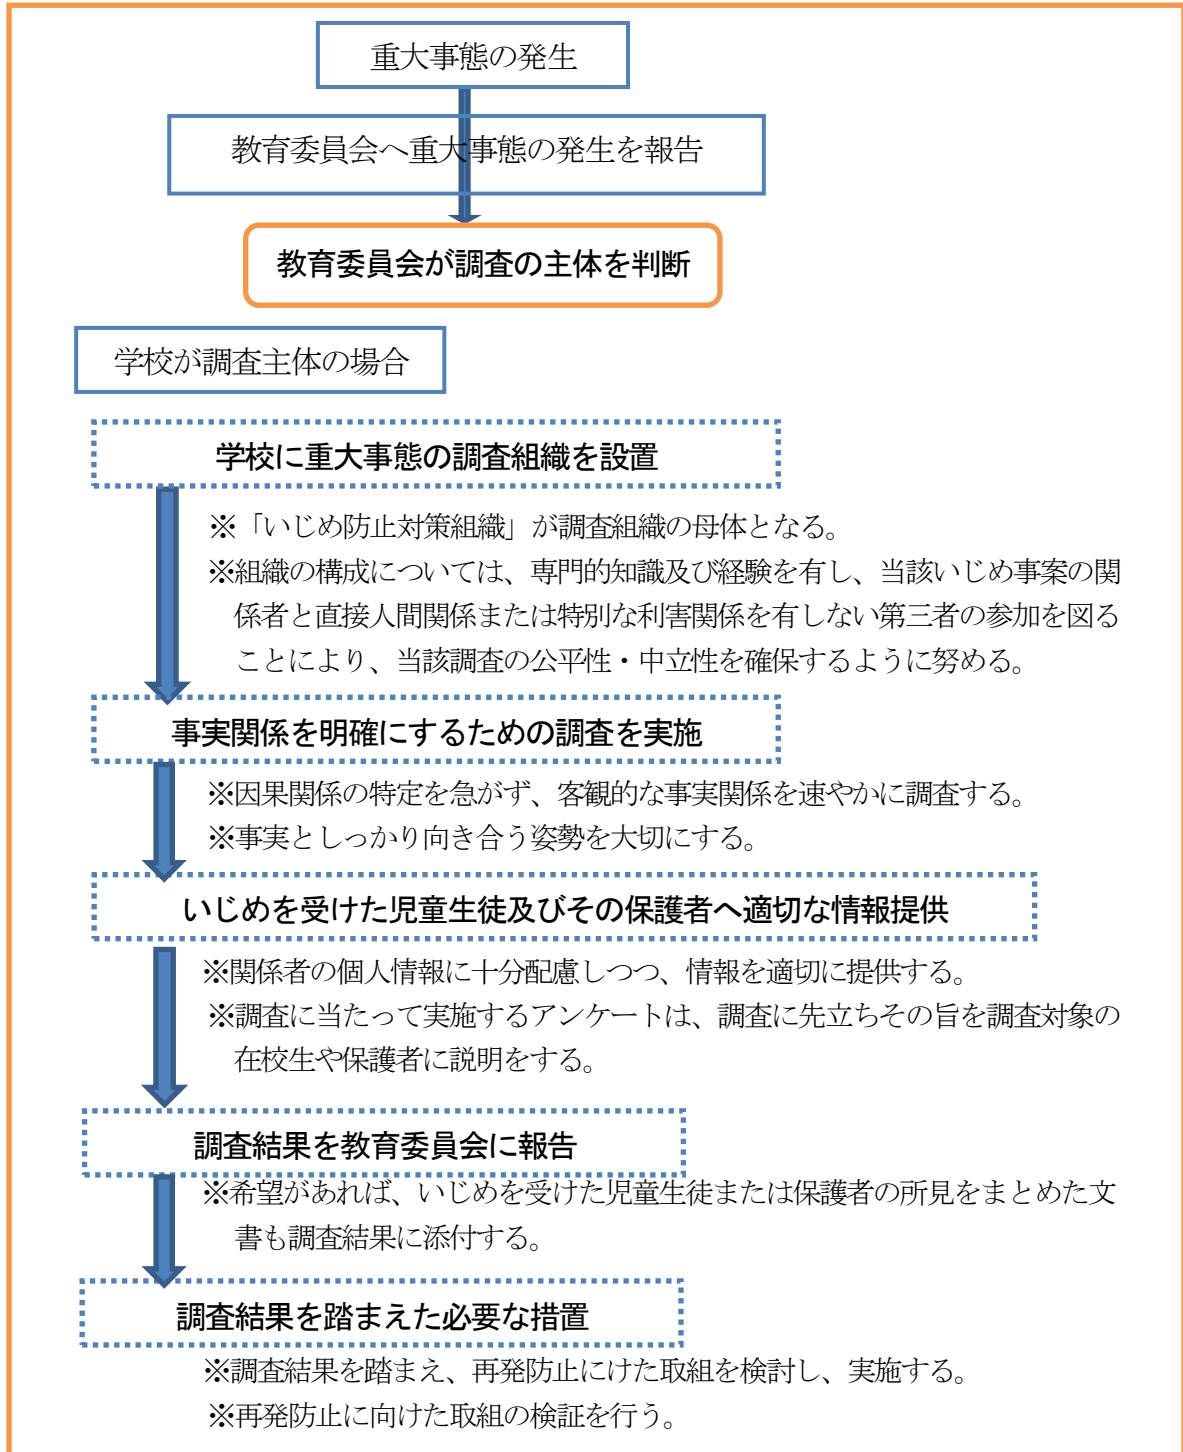 重大事態の発生
教育委員会へ重大事態の発生を報告
教育委員会が調査の主体を判断
学校が調査主体の場合
学校に重大事態の調査組織を設置
※「いじめ防止対策組織」が調査組織の母体となる。
※組織の構成については、専門的知識及び経験を有し、当該いじめ事案の関
係者と直接人間関係または特別な利害関係を有しない第三者の参加を図る
ことにより、当該調査の公平性・中立性を確保するように努める。
事実関係を明確にするための調査を実施
※因果関係の特定を急がず、客観的な事実関係を速やかに調査する。
※事実としっかり向き合う姿勢を大切にする。
いじめを受けた児童生徒及びその保護者へ適切な情報提供
※関係者の個人情報に十分配慮しつつ、情報を適切に提供する。
※調査に当たって実施するアンケートは、調査に先立ちその旨を調査対象の
在校生や保護者に説明をする。
調査結果を教育委員会に報告
※希望があれば、いじめを受けた児童生徒または保護者の所見をまとめた文
書も調査結果に添付する。
調査結果を踏まえた必要な措置
※調査結果を踏まえ、再発防止にけた取組を検討し、実施する。
※再発防止に向けた取組の検証を行う。